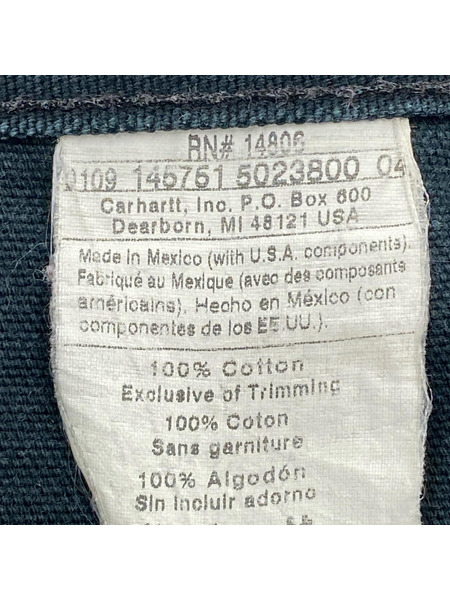 RN# 14806
0109 145751 5023800 04
Carhartt, Inc. P.O. Box 600
Dearborn, MI 48121 USA
Made in Mexico (with U.S.A. components).
Fabriqué au Mexique (avec des composants
américains). Hecho en México (con
componentes de los EE.UU.).
100% Cotton
Exclusive of Trimming
100% Coton
Sans garniture
100% Algodón
Sin incluir adorno